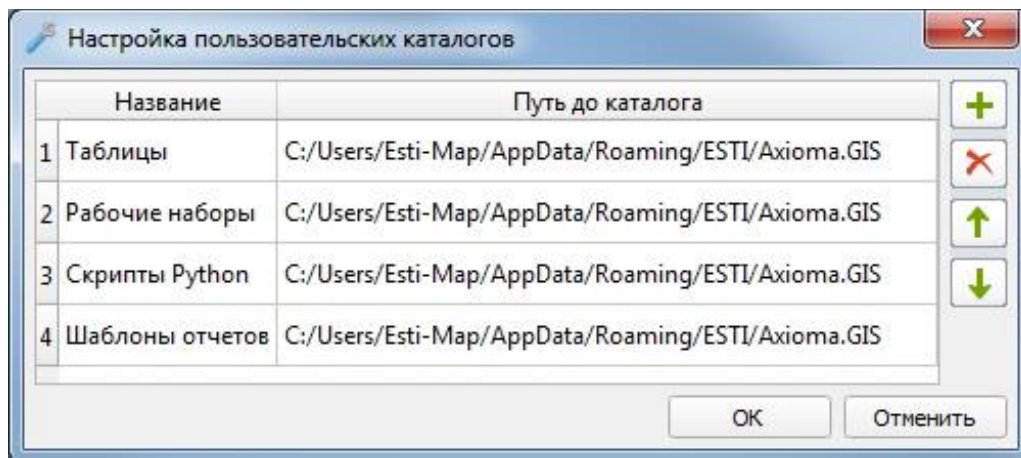 Настройка пользовательских каталогов
Название Путь до каталога
1 Таблицы C:/Users/Esti-Map/AppData/Roaming/ESTI/Axioma.GIS
2 Рабочие наборы C:/Users/Esti-Map/AppData/Roaming/ESTI/Axioma.GIS
3 Скрипты Python C:/Users/Esti-Map/AppData/Roaming/ESTI/Axioma.GIS
4 Шаблоны отчетов C:/Users/Esti-Map/AppData/Roaming/ESTI/Axioma.GIS
ОК Отменить